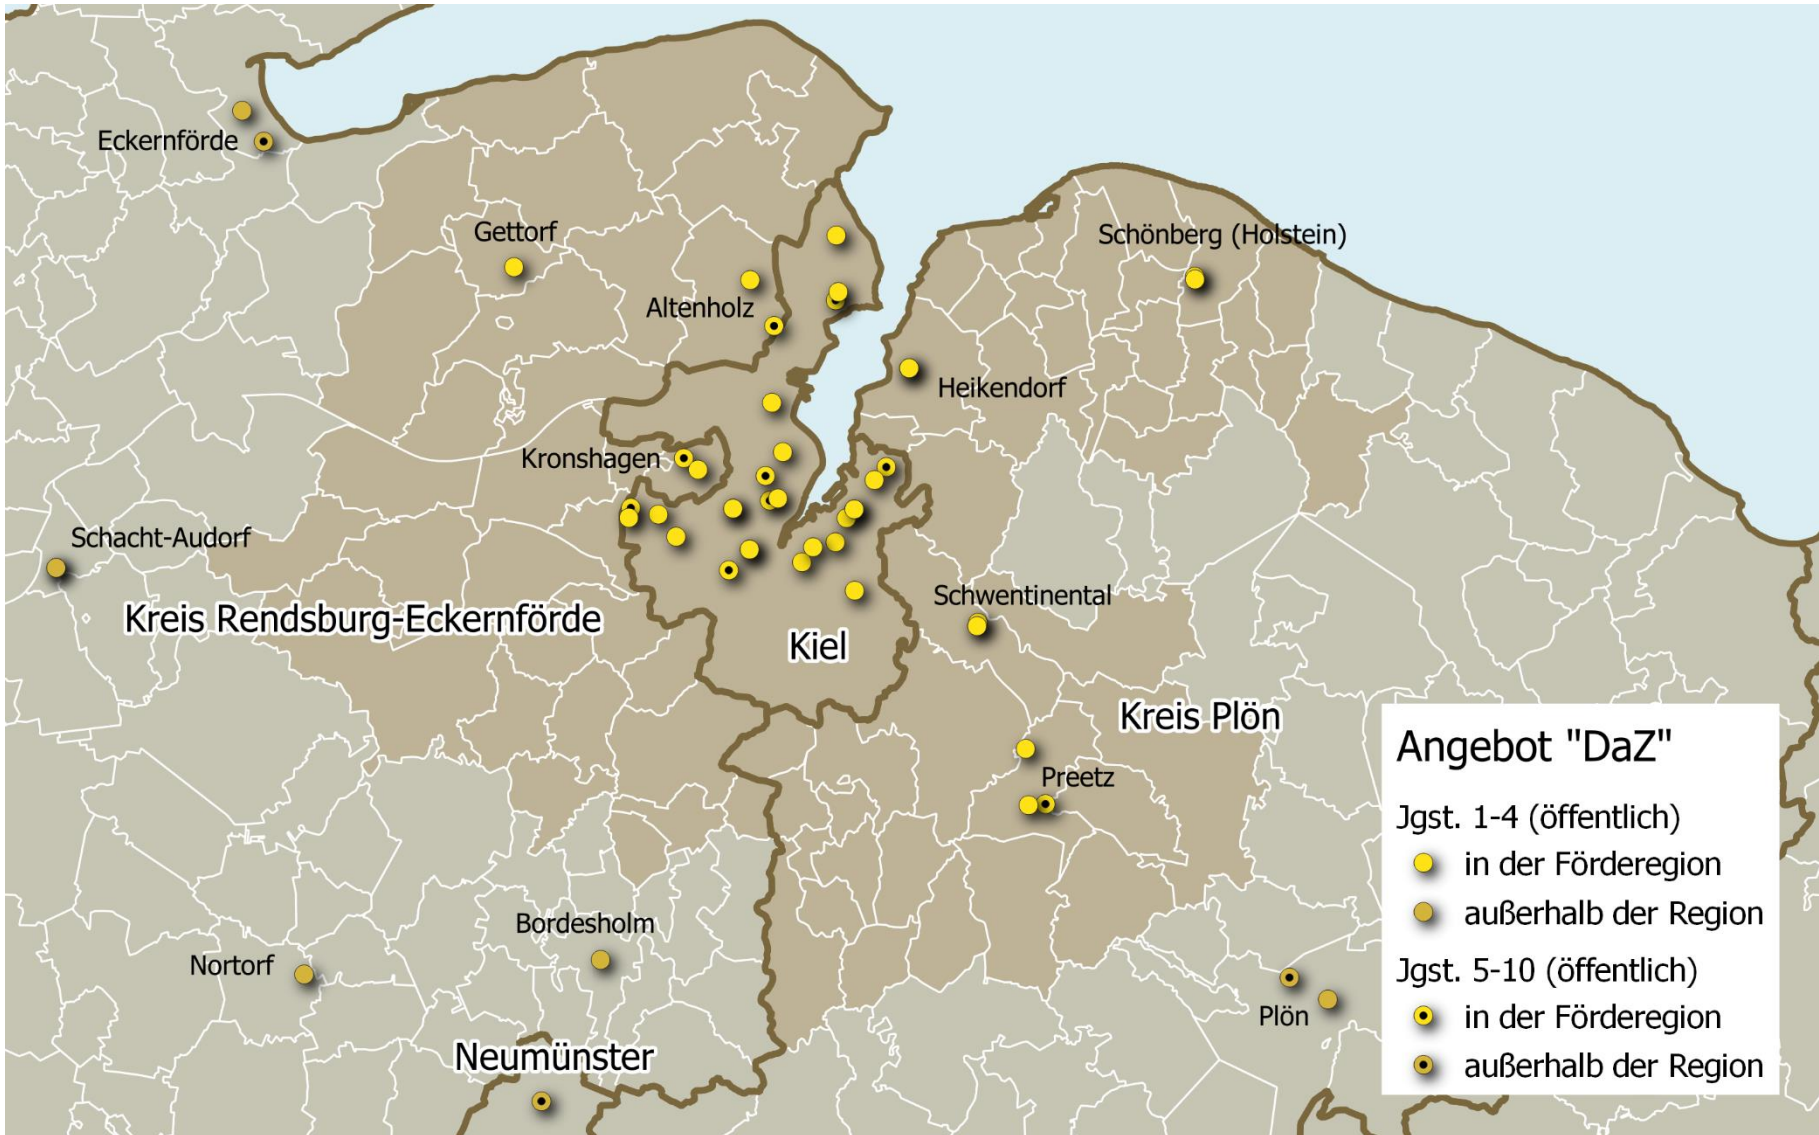 Eckernförde
Gettorf
Schönberg (Holstein)
Altenholz
Heikendorf
Kronshagen
Schacht-Audorf
Kreis Rendsburg-Eckernförde
Schwentinental
Kiel
Kreis Plön
Preetz
Bordesholm
Nortorf
Plön
Neumünster
Angebot "DaZ"
Jgst. 1-4 (öffentlich)
in der Förderegion
außerhalb der Region
Jgst. 5-10 (öffentlich)
in der Förderegion
außerhalb der Region